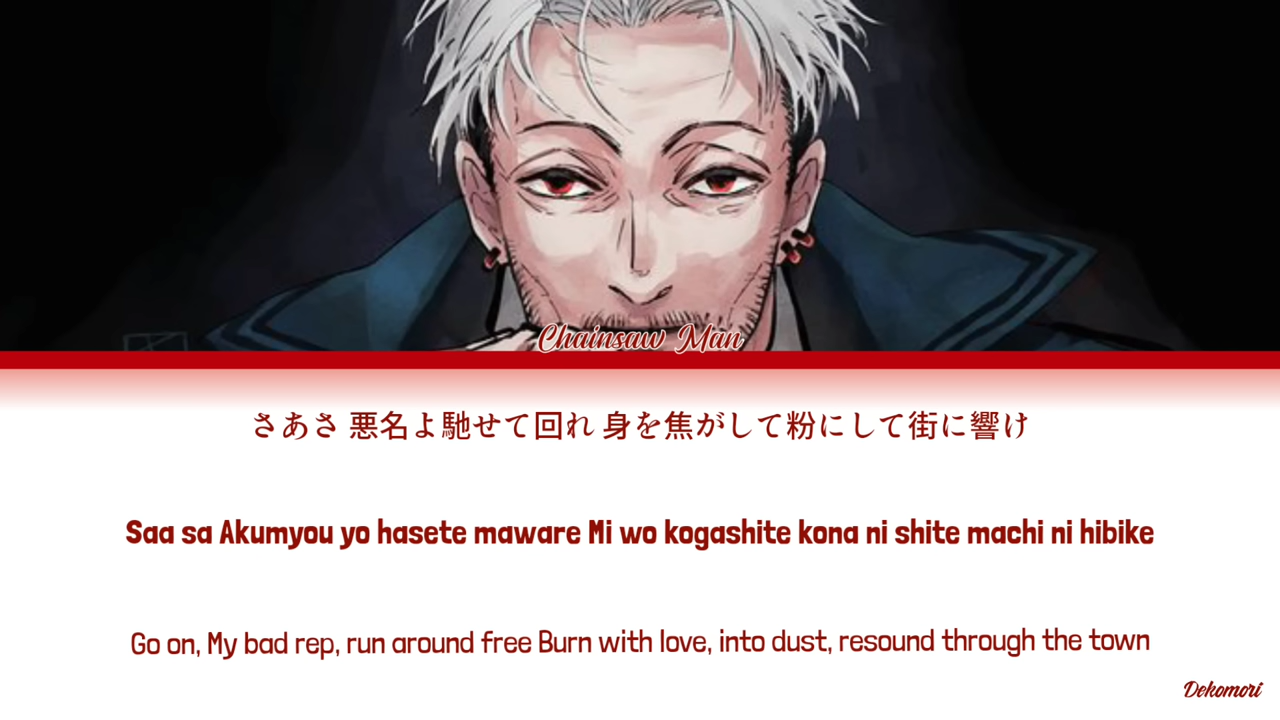 Chainsaw Man
さあさ 悪名よ馳せて回れ 身を焦がして粉にして街に響け
Saa sa Akumyou yo hasete maware Mi wo kogashite kona ni shite machi ni hibike
Go on, My bad rep, run around free Burn with love, into dust, resound through the town
Dekomori